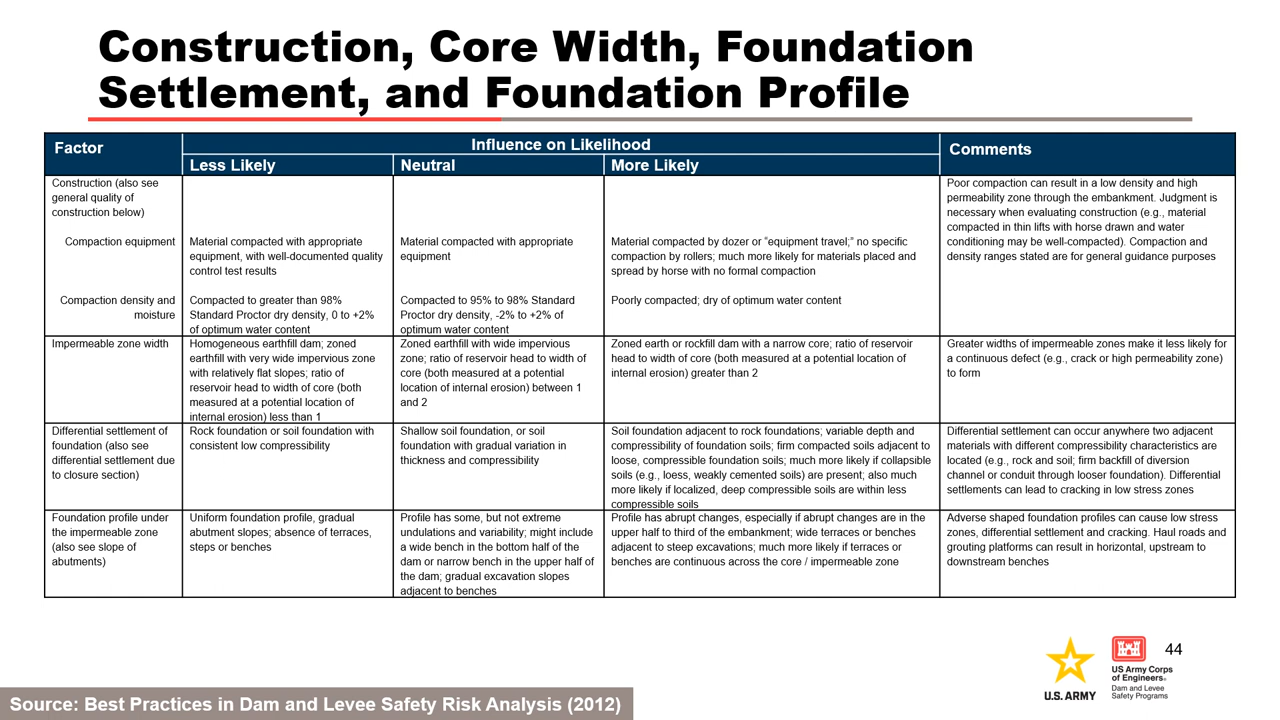 Construction, Core Width, Foundation
Settlement, and Foundation Profile
Factor
Influence on Likelihood
Comments
Less Likely
Neutral
More Likely
Construction (also see
general quality of
construction below)
Compaction equipment
Material compacted with appropriate
equipment, with well-documented quality
control test results
Material compacted with appropriate
equipment
Material compacted by dozer or “equipment travel;” no specific
compaction by rollers; much more likely for materials placed and
spread by horse with no formal compaction
Poor compaction can result in a low density and high
permeability zone through the embankment. Judgment is
necessary when evaluating construction (e.g., material
compacted in thin lifts with horse drawn and water
conditioning may be well-compacted). Compaction and
density ranges stated are for general guidance purposes
Compaction density and
moisture
Compacted to greater than 98%
Standard Proctor dry density, 0 to +2%
of optimum water content
Compacted to 95% to 98% Standard
Proctor dry density, -2% to +2% of
optimum water content
Poorly compacted; dry of optimum water content
Impermeable zone width
Homogeneous earthfill dam; zoned
earthfill with very wide impervious zone
with relatively flat slopes; ratio of
reservoir head to width of core (both
measured at a potential location of
internal erosion) less than 1
Zoned earthfill with wide impervious
zone; ratio of reservoir head to width of
core (both measured at a potential
location of internal erosion) between 1
and 2
Zoned earth or rockfill dam with a narrow core; ratio of reservoir
head to width of core (both measured at a potential location of
internal erosion) greater than 2
Greater widths of impermeable zones make it less likely for
a continuous defect (e.g., crack or high permeability zone)
to form
Differential settlement of
foundation (also see
differential settlement due
to closure section)
Rock foundation or soil foundation with
consistent low compressibility
Shallow soil foundation, or soil
foundation with gradual variation in
thickness and compressibility
Soil foundation adjacent to rock foundations; variable depth and
compressibility of foundation soils; firm compacted soils adjacent to
loose, compressible foundation soils; much more likely if collapsible
soils (e.g., loess, weakly cemented soils) are present; also much
more likely if localized, deep compressible soils are within less
compressible soils
Differential settlement can occur anywhere two adjacent
materials with different compressibility characteristics are
located (e.g., rock and soil; firm backfill of diversion
channel or conduit through looser foundation). Differential
settlements can lead to cracking in low stress zones
Foundation profile under
the impermeable zone
(also see slope of
abutments)
Uniform foundation profile, gradual
abutment slopes; absence of terraces,
steps or benches
Profile has some, but not extreme
undulations and variability; might include
a wide bench in the bottom half of the
dam or narrow bench in the upper half of
the dam; gradual excavation slopes
adjacent to benches
Profile has abrupt changes, especially if abrupt changes are in the
upper half to third of the embankment; wide terraces or benches
adjacent to steep excavations; much more likely if terraces or
benches are continuous across the core / impermeable zone
Adverse shaped foundation profiles can cause low stress
zones, differential settlement and cracking. Haul roads and
grouting platforms can result in horizontal, upstream to
downstream benches
44
U.S. ARMY
US Army Corps
of Engineers®
Dam and Levee
Safety Programs
Source: Best Practices in Dam and Levee Safety Risk Analysis (2012)